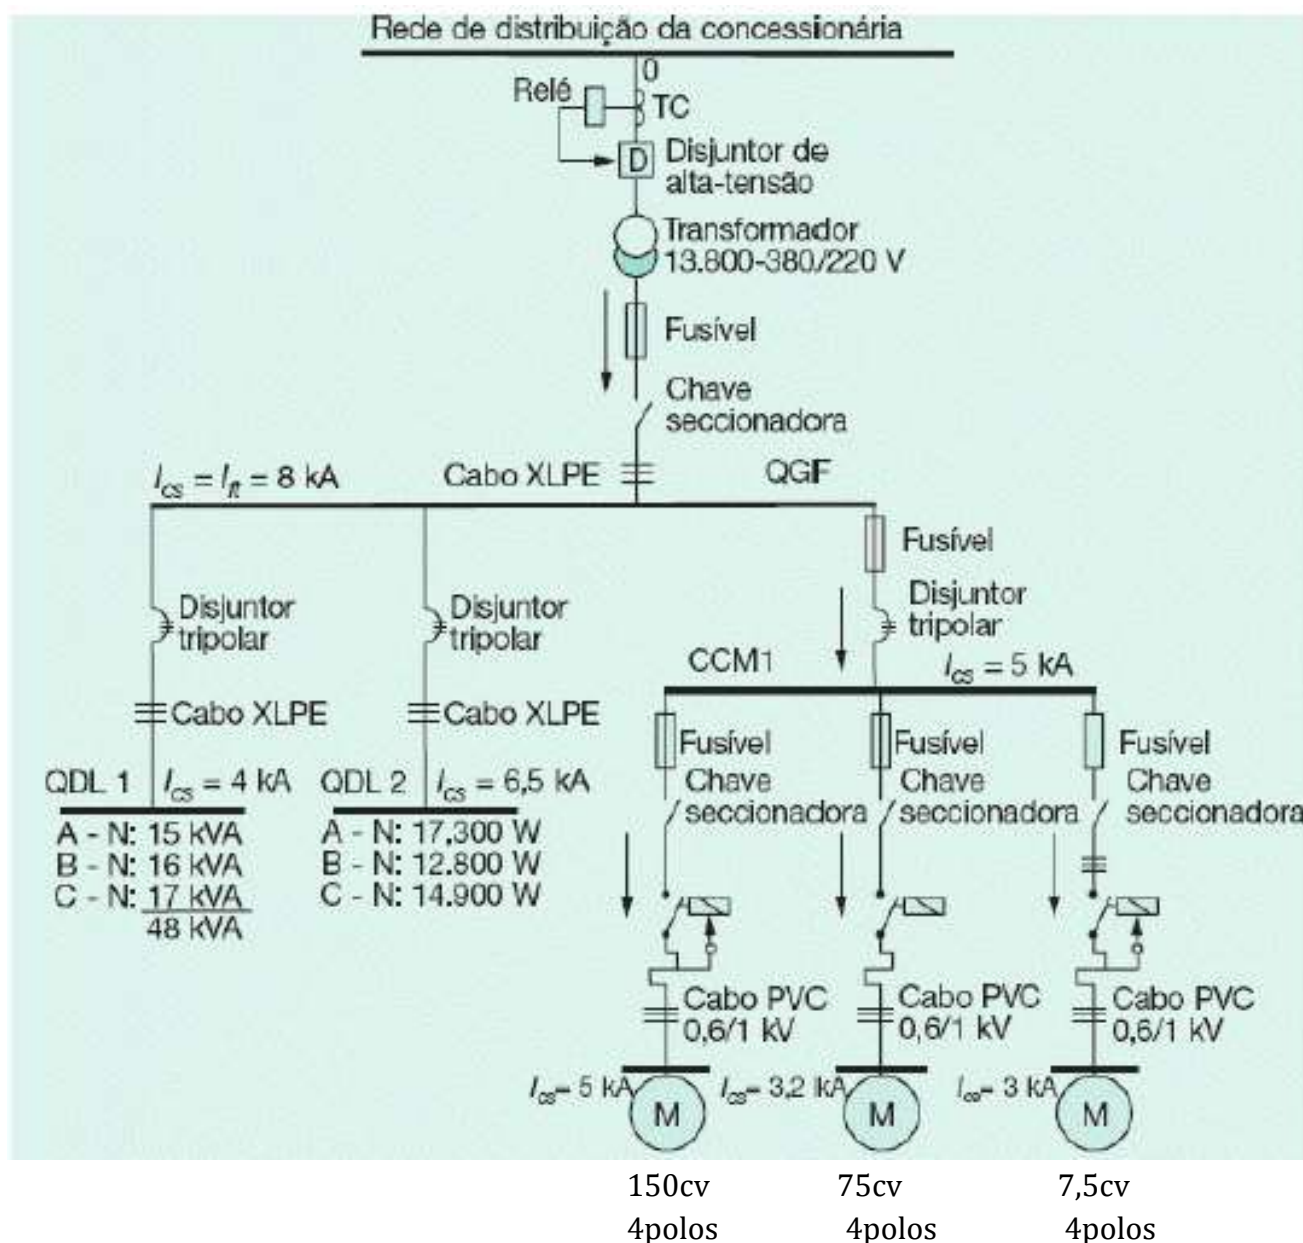 Rede de distribuição da concessionária
0
Relé
TC
D
Disjuntor de
alta-tensão
Transformador
13.800-380/220 V
Fusível
Chave
seccionadora
Ics = Ift = 8 kA
Cabo XLPE
QGF
Fusível
Disjuntor
tripolar
Disjuntor
tripolar
Disjuntor
tripolar
CCM1
Ics = 5 kA
Cabo XLPE
Cabo XLPE
Fusível
Fusível
Fusível
QDL 1
Ics = 4 kA
QDL 2
Ics = 6,5 kA
Chave
seccionadora
Chave
seccionadora
Chave
seccionadora
A - N: 15 kVA
B - N: 16 kVA
C - N: 17 kVA
48 kVA
A - N: 17.300 W
B - N: 12.800 W
C - N: 14.900 W
Cabo PVC
0,6/1 kV
Cabo PVC
0,6/1 kV
Cabo PVC
0,6/1 kV
Ics= 5 kA
M
Ics= 3,2 kA
M
Ics= 3 kA
M
150cv
4polos
75cv
4polos
7,5cv
4polos